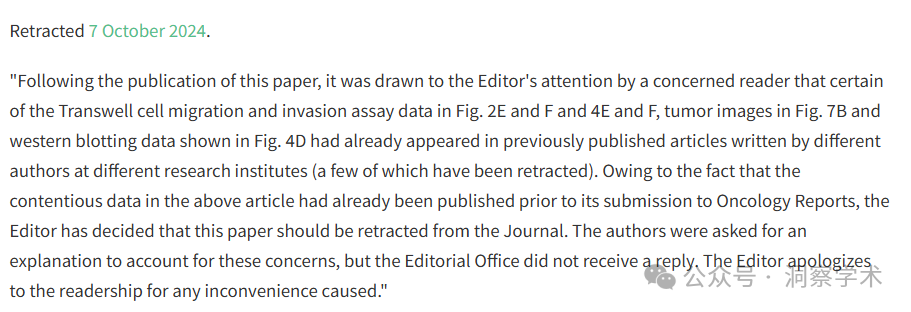 Retracted 7 October 2024.
"Following the publication of this paper, it was drawn to the Editor's attention by a concerned reader that certain
of the Transwell cell migration and invasion assay data in Fig. 2E and F and 4E and F, tumor images in Fig. 7B and
western blotting data shown in Fig. 4D had already appeared in previously published articles written by different
authors at different research institutes (a few of which have been retracted). Owing to the fact that the
contentious data in the above article had already been published prior to its submission to Oncology Reports, the
Editor has decided that this paper should be retracted from the Journal. The authors were asked for an
explanation to account for these concerns, but the Editorial Office did not receive a reply. The Editor apologizes
to the readership for any inconvenience caused."
公众号 · 洞察学术